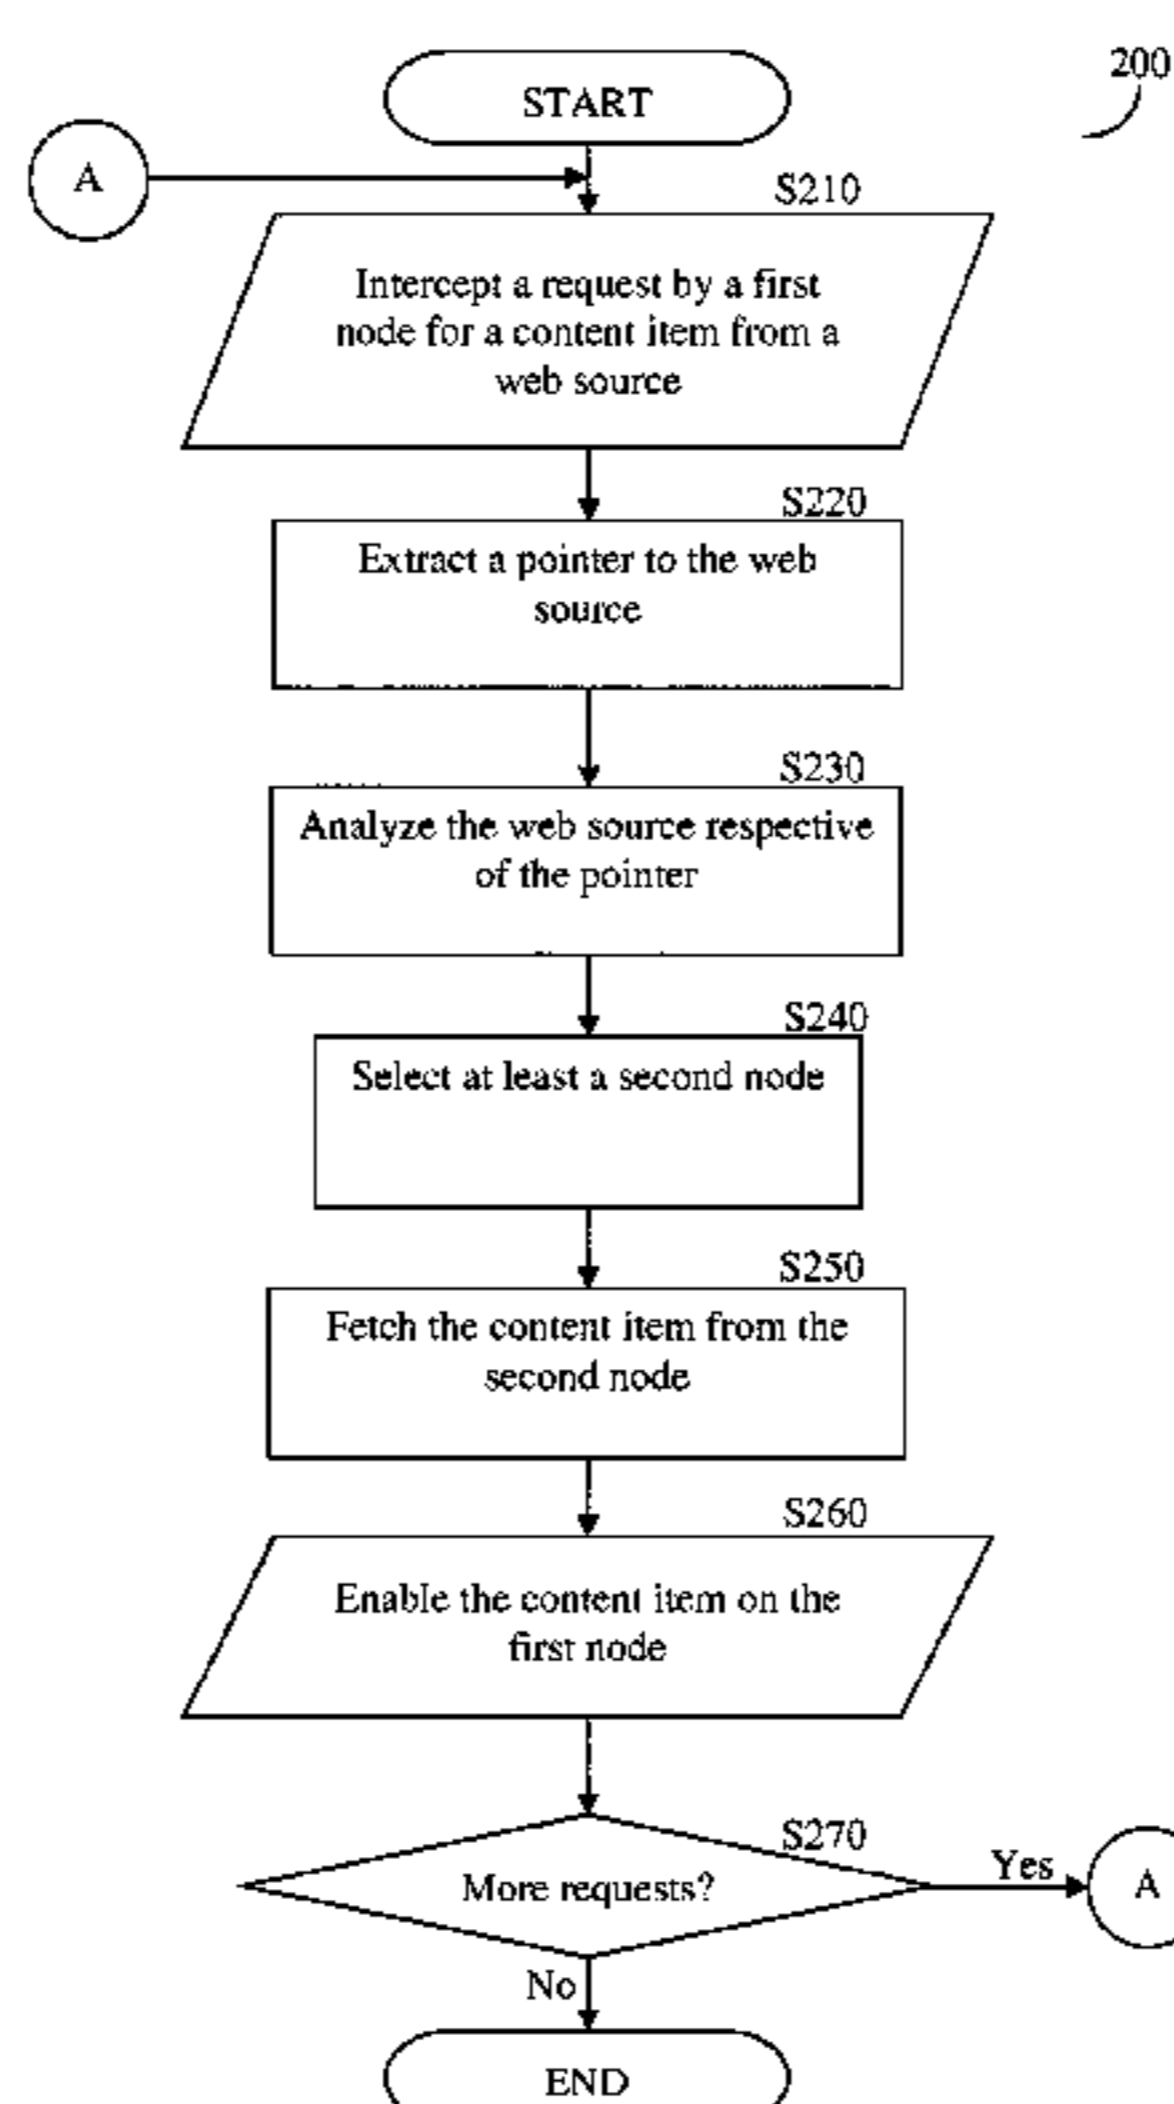 START
200
A
S210
Intercept a request by a first
node for a content item from a
web source
S220
Extract a pointer to the web
source
S230
Analyze the web source respective
of the pointer
S240
Select at least a second node
S250
Fetch the content item from the
second node
S260
Enable the content item on the
first node
S270
More requests?
Yes
A
No
END